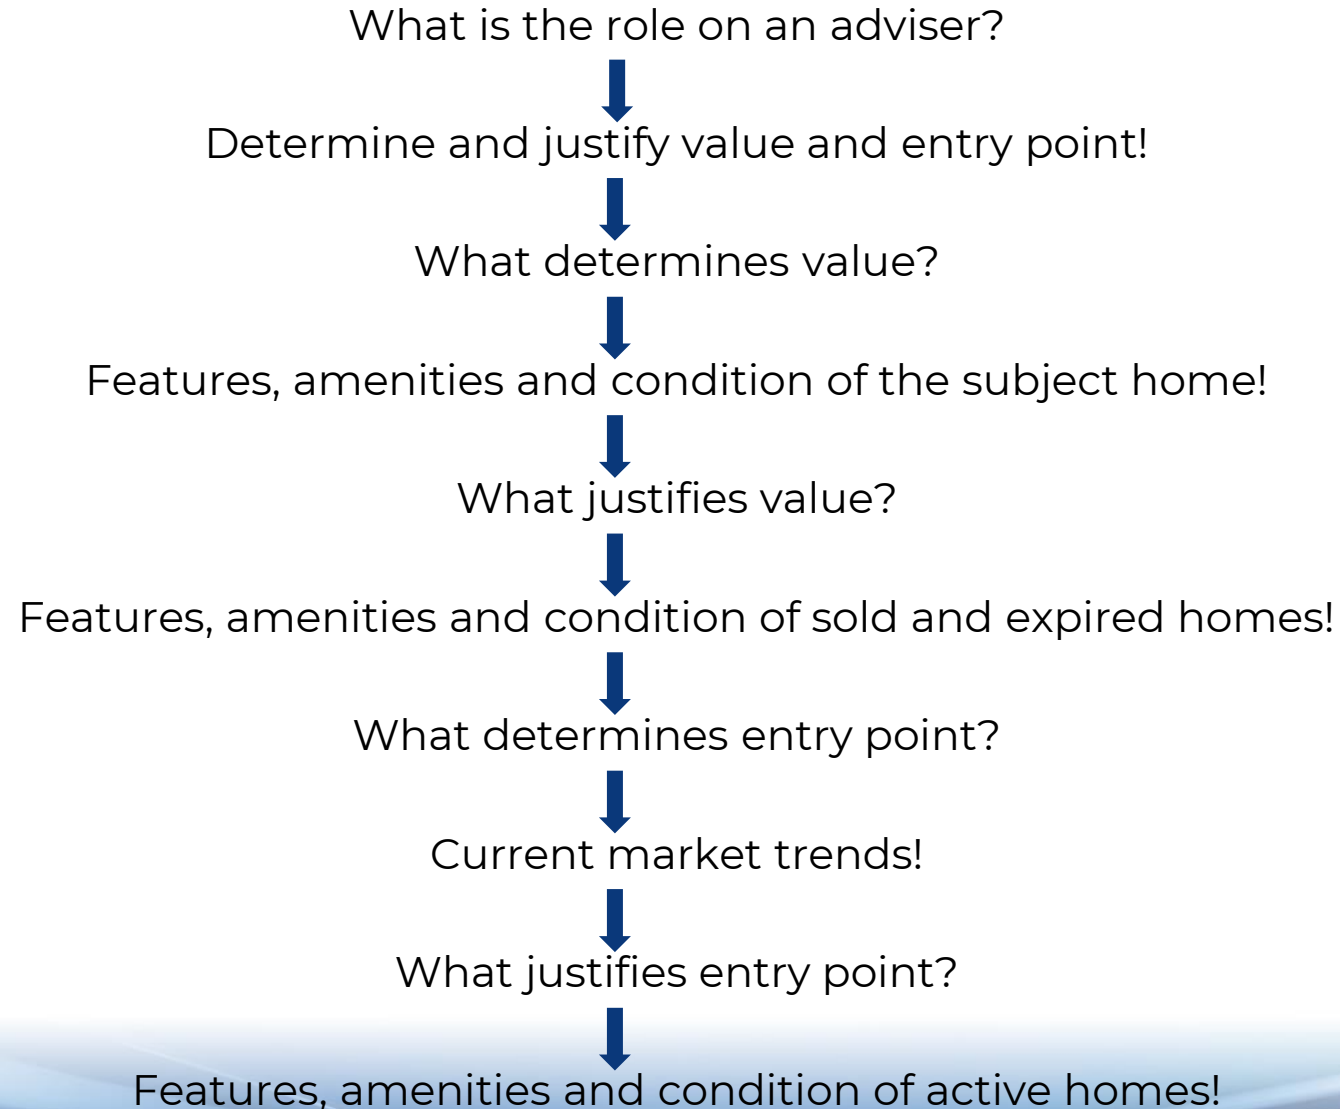 What is the role on an adviser?
Determine and justify value and entry point!
What determines value?
Features, amenities and condition of the subject home!
What justifies value?
Features, amenities and condition of sold and expired homes!
What determines entry point?
Current market trends!
What justifies entry point?
Features, amenities and condition of active homes!